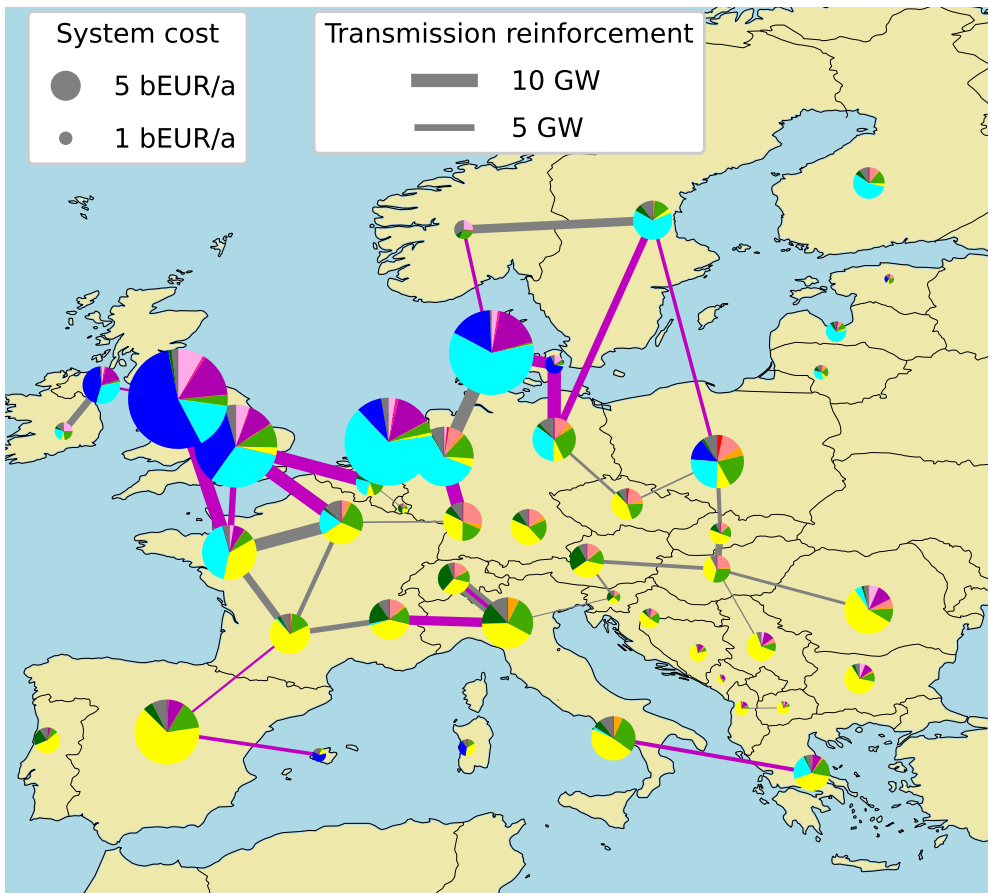 System cost
5 bEUR/a
1 bEUR/a
Transmission reinforcement
10 GW
5 GW